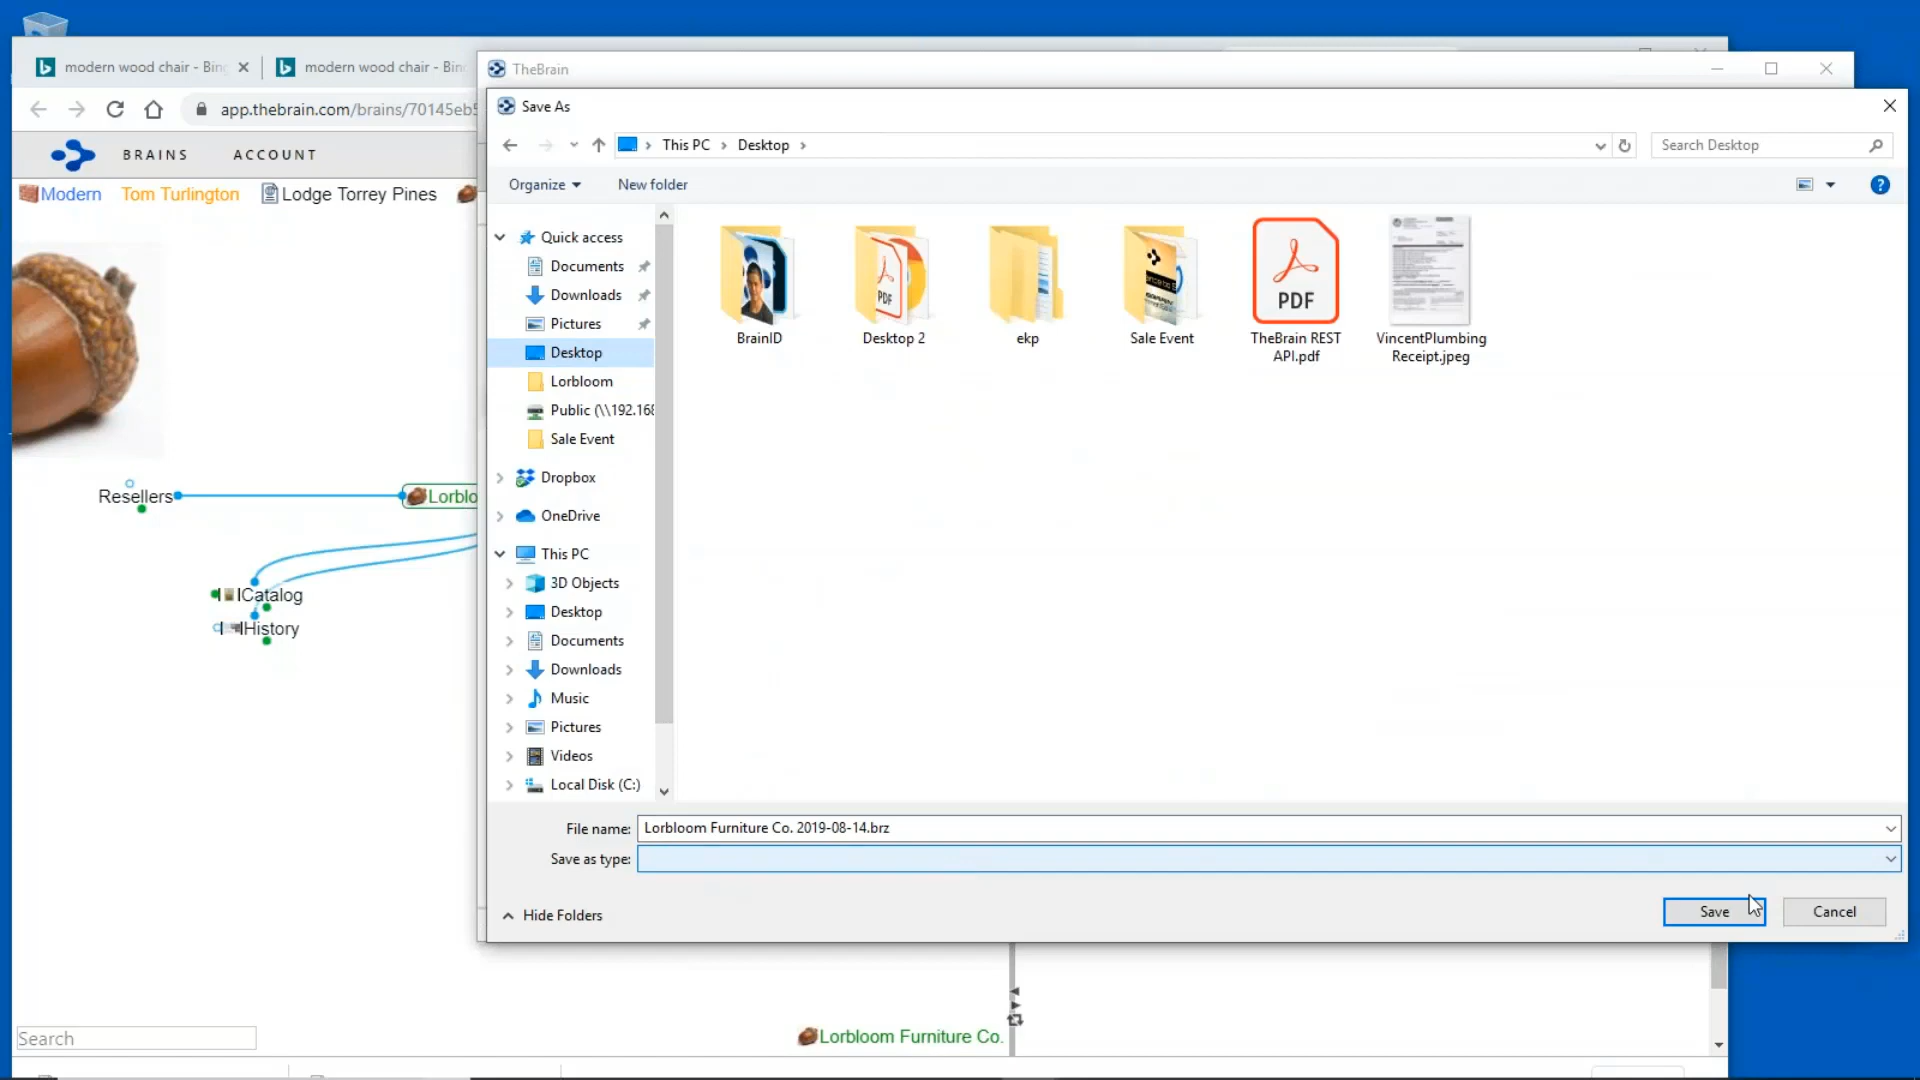 modern wood chair - Bing
modern wood chair - Bing
TheBrain
app.thebrain.com/brains/70145eb5
Save As
This PC
Desktop
Search Desktop
BRAINS
ACCOUNT
Organize
New folder
Modern
Tom Turlington
Lodge Torrey Pines
Quick access
Documents
Downloads
Pictures
Desktop
Lorbloom
Public (\\192.168
Sale Event
Dropbox
OneDrive
This PC
3D Objects
Desktop
Documents
Downloads
Music
Pictures
Videos
Local Disk (C:)
BrainID
Desktop 2
ekp
Sale Event
PDF
TheBrain REST
API.pdf
VincentPlumbing
Receipt.jpeg
PDF
Resellers
Lorblo
Catalog
History
File name:
Lorbloom Furniture Co. 2019-08-14.brz
Save as type:
Hide Folders
Save
Cancel
Search
Lorbloom Furniture Co.